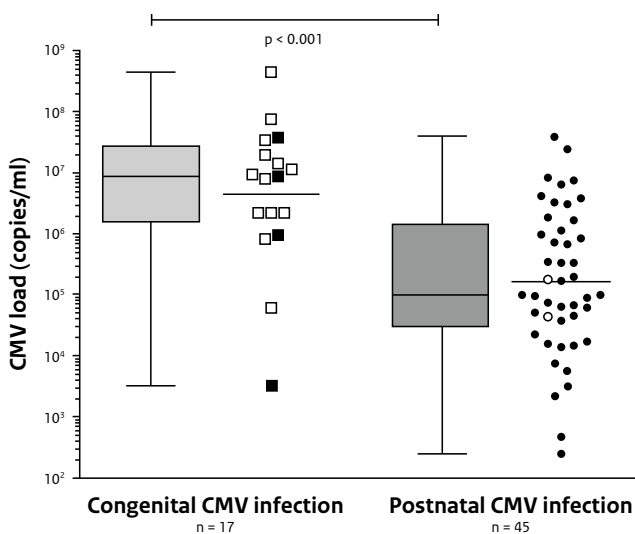 p < 0.001
CMV load (copies/ml)
10⁹
10⁸
10⁷
10⁶
10⁵
10⁴
10³
10²
Congenital CMV infection
n = 17
Postnatal CMV infection
n = 45